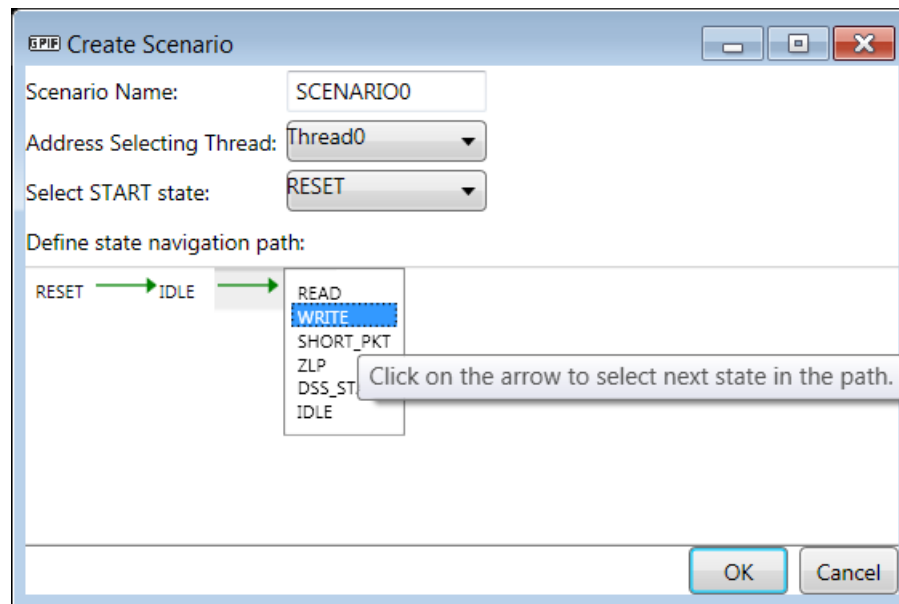 GPIF Create Scenario
Scenario Name: SCENARIO0
Address Selecting Thread: Thread0
Select START state: RESET
Define state navigation path:
RESET IDLE READ
WRITE
SHORT_PKT
ZLP
Click on the arrow to select next state in the path.
IDLE
OK Cancel